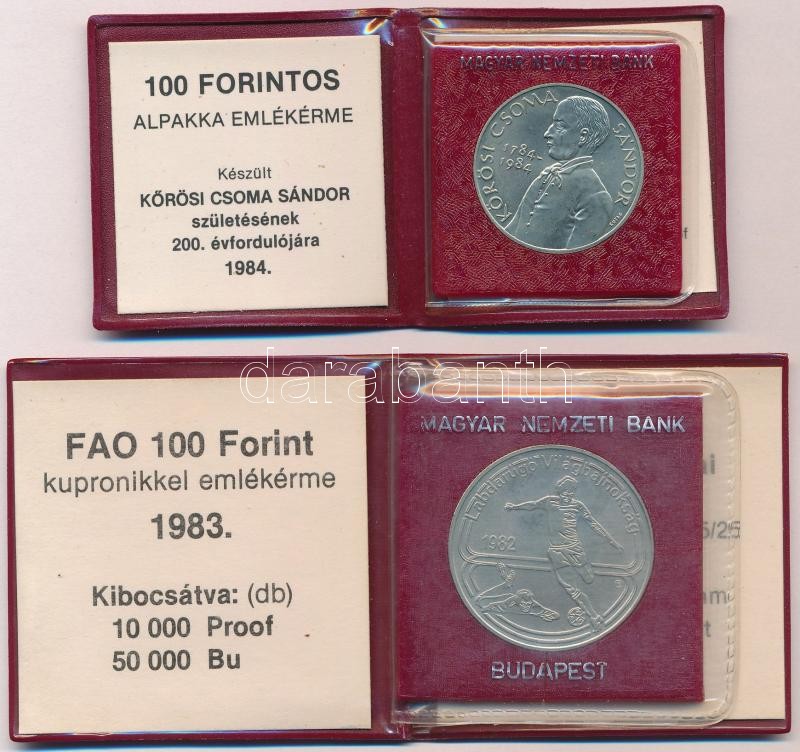 100 FORINTOS
ALPAKKA EMLÉKÉRME
Készült
KŐRÖSI CSOMA SÁNDOR
születésének
200. évfordulójára
1984.
MAGYAR NEMZETI BANK
KŐRÖSI CSOMA SÁNDOR
1784-
1984
darabanth
FAO 100 Forint
kupronikkel emlékérme
1983.
Kibocsátva: (db)
10 000 Proof
50 000 Bu
MAGYAR NEMZETI BANK
Labdarúgó Világbajnokság
1982
BUDAPEST